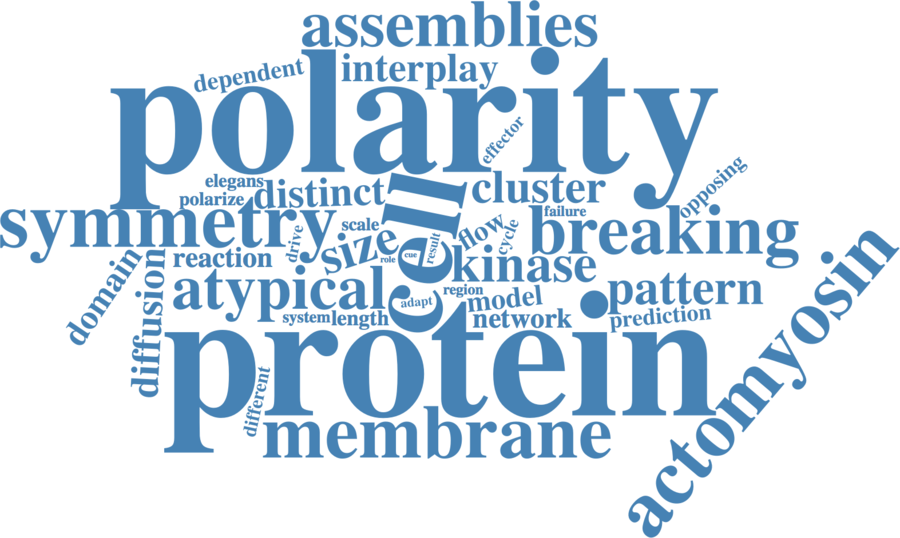 assemblies
dependent
interplay
polarity
effector
elegans
polarize
distinct
cell
cluster
opposing
symmetry
scale
drive
size
role
cue
result
flow
cycle
failure
breaking
domain
diffusion
reaction
atypical
adapt
kinase
region
model
pattern
system
length
network
prediction
protein
different
membrane
actomyosin